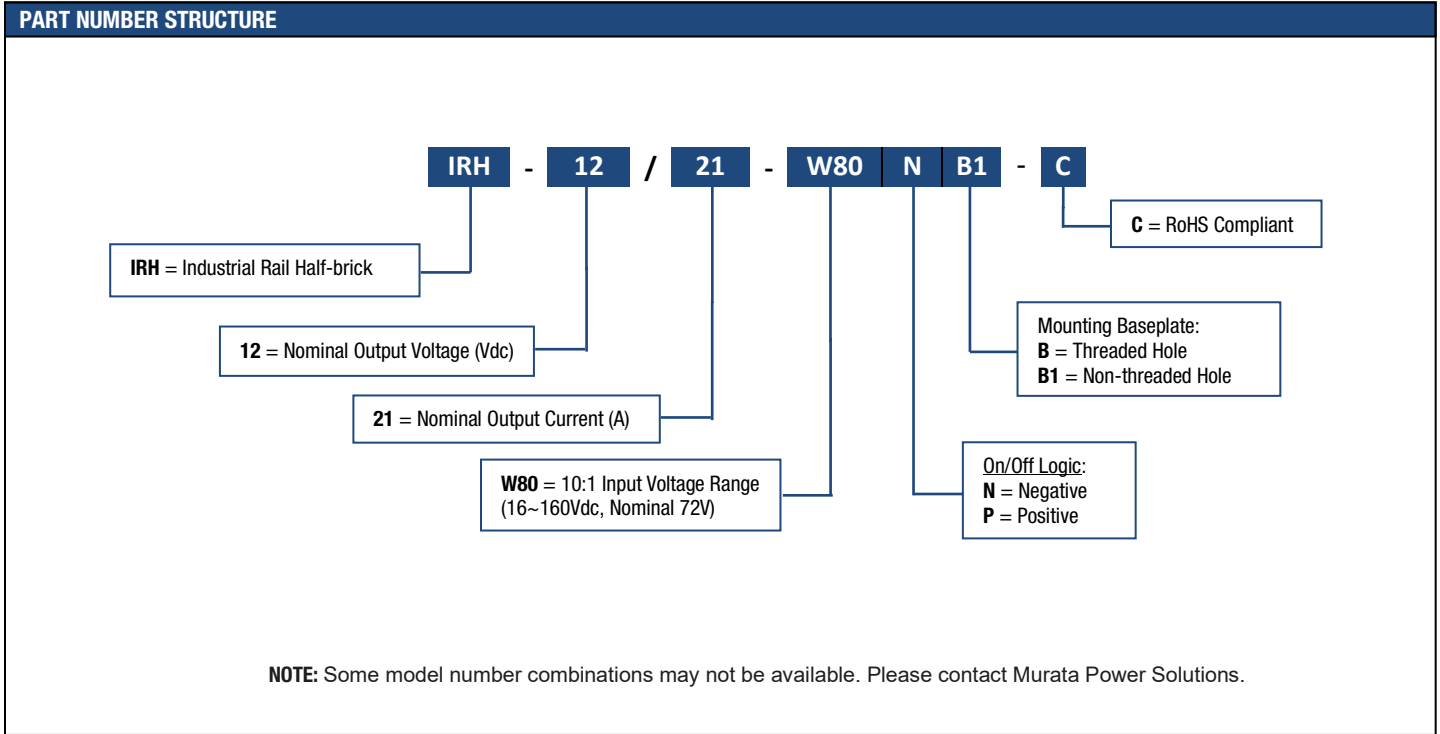 PART NUMBER STRUCTURE
IRH - 12 / 21 - W80 N B1 - C
C = RoHS Compliant
IRH = Industrial Rail Half-brick
Mounting Baseplate:
B = Threaded Hole
B1 = Non-threaded Hole
12 = Nominal Output Voltage (Vdc)
21 = Nominal Output Current (A)
On/Off Logic:
N = Negative
P = Positive
W80 = 10:1 Input Voltage Range
(16~160Vdc, Nominal 72V)
NOTE: Some model number combinations may not be available. Please contact Murata Power Solutions.